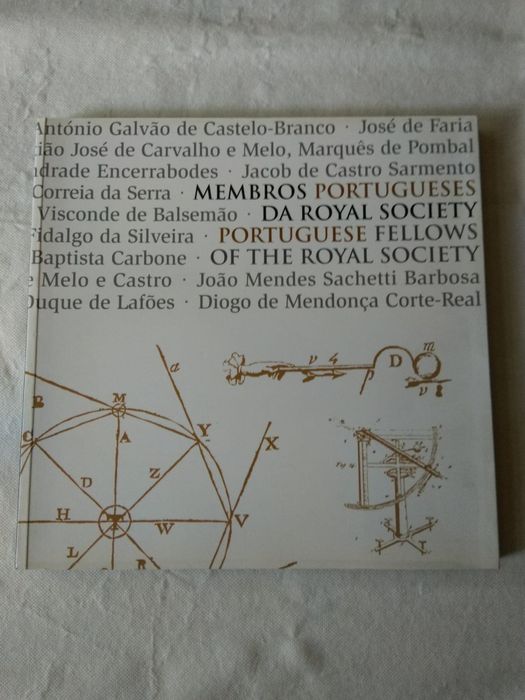 António Galvão de Castelo-Branco · José de Faria
ião José de Carvalho e Melo, Marquês de Pombal
drade Encerrabodes · Jacob de Castro Sarmento
Correia da Serra · MEMBROS PORTUGUESES
Visconde de Balsemão · DA ROYAL SOCIETY
Fidalgo da Silveira · PORTUGUESE FELLOWS
Baptista Carbone · OF THE ROYAL SOCIETY
e Melo e Castro · João Mendes Sachetti Barbosa
Duque de Lafões · Diogo de Mendonça Corte-Real
a
M
C
A
Y
X
D
Z
H
W
V
L
v 4
D
m
p
v 8